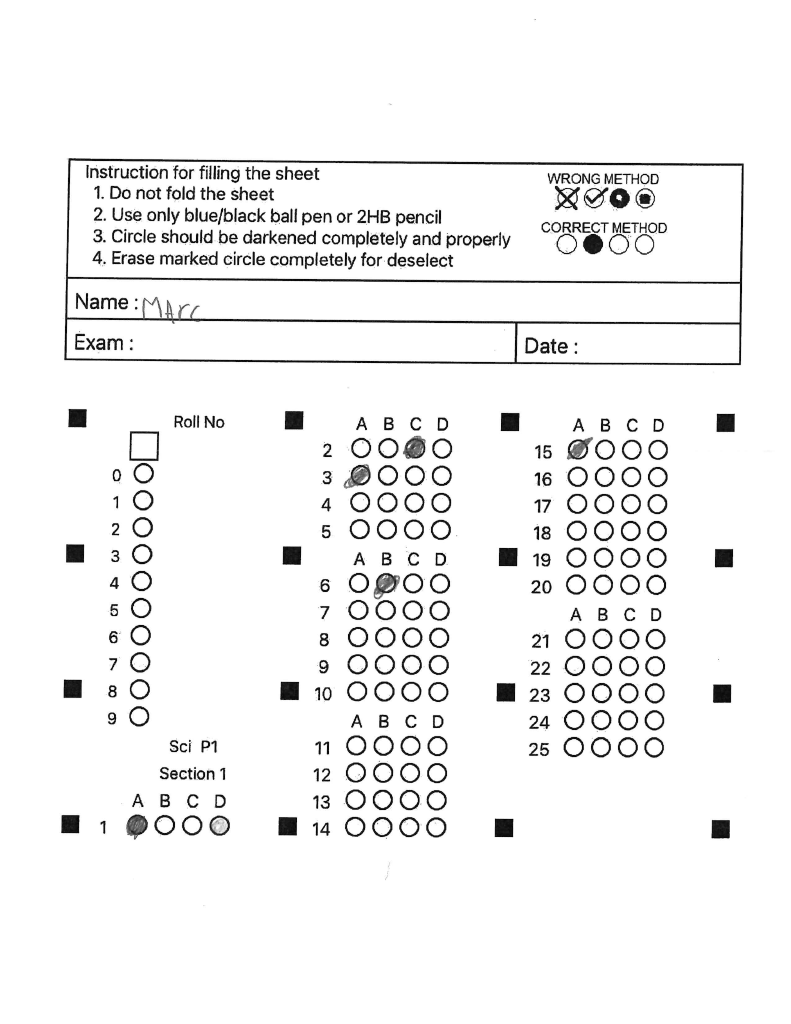 Instruction for filling the sheet
1. Do not fold the sheet
2. Use only blue/black ball pen or 2HB pencil
3. Circle should be darkened completely and properly
4. Erase marked circle completely for deselect
WRONG METHOD
CORRECT METHOD
Name : MArc
Exam :
Date :
Roll No
0
1
2
3
4
5
6
7
8
9
Sci P1
Section 1
A B C D
1
A B C D
2
3
4
5
A B C D
6
7
8
9
10
A B C D
11
12
13
14
A B C D
15
16
17
18
19
20
A B C D
21
22
23
24
25